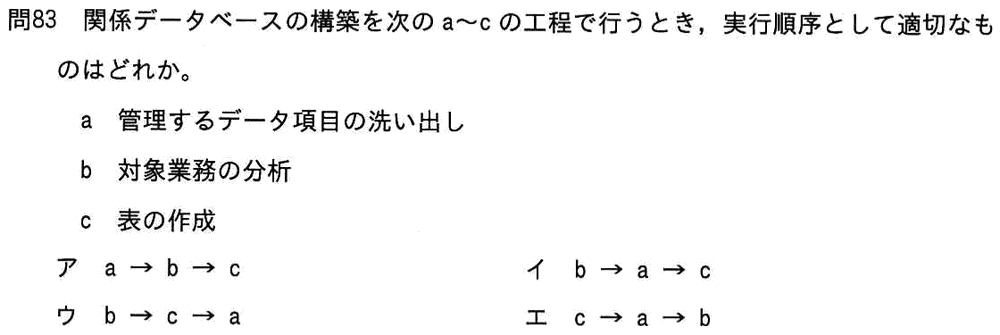 問83 関係データベースの構築を次の a～c の工程で行うとき，実行順序として適切なも
のはどれか。
a 管理するデータ項目の洗い出し
b 対象業務の分析
c 表の作成
ア a → b → c イ b → a → c
ウ b → c → a エ c → a → b